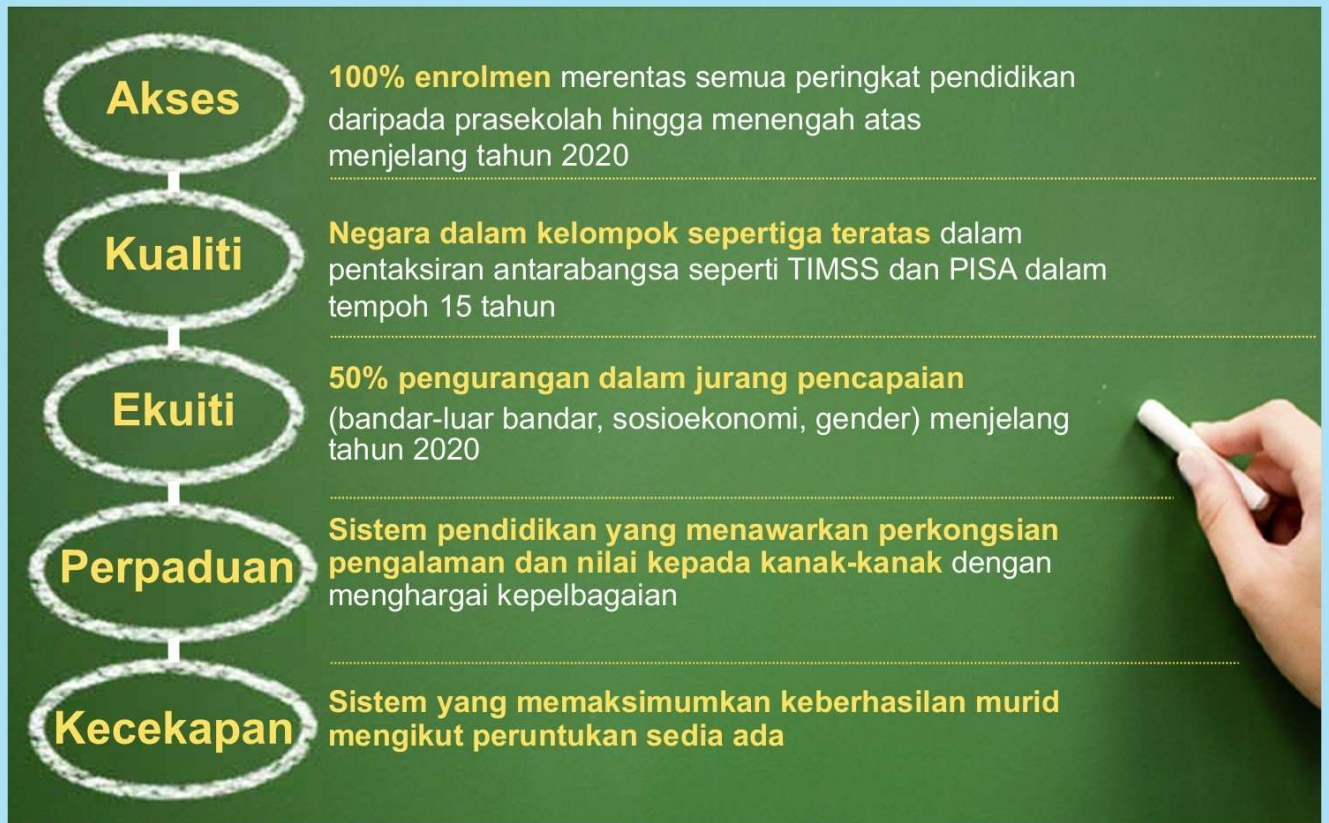 Akses
100% enrolmen merentas semua peringkat pendidikan
daripada prasekolah hingga menengah atas
menjelang tahun 2020
Kualiti
Negara dalam kelompok sepertiga teratas dalam
pentaksiran antarabangsa seperti TIMSS dan PISA dalam
tempoh 15 tahun
Ekuiti
50% pengurangan dalam jurang pencapaian
(bandar-luar bandar, sosioekonomi, gender) menjelang
tahun 2020
Perpaduan
Sistem pendidikan yang menawarkan perkongsian
pengalaman dan nilai kepada kanak-kanak dengan
menghargai kepelbagaian
Kecekapan
Sistem yang memaksimumkan keberhasilan murid
mengikut peruntukan sedia ada